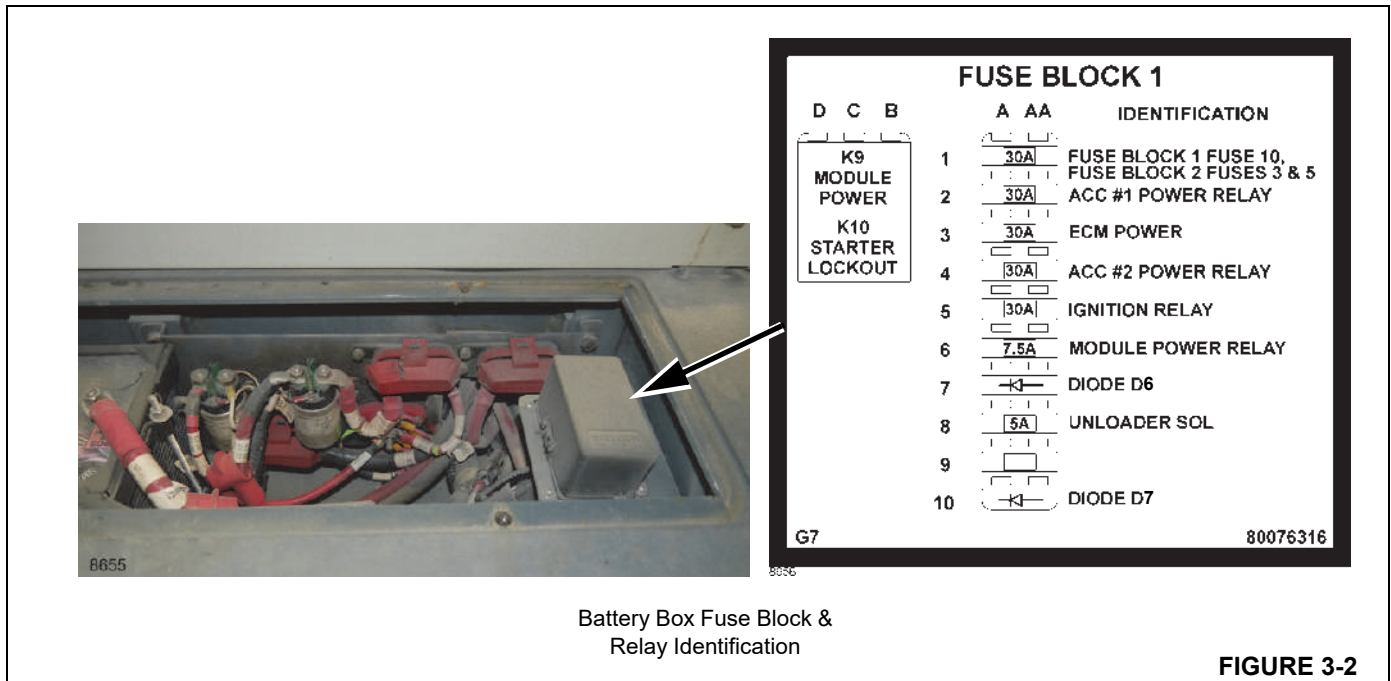 FUSE BLOCK 1
D C B
A AA
IDENTIFICATION
K9
MODULE
POWER
K10
STARTER
LOCKOUT
1 30A FUSE BLOCK 1 FUSE 10,
FUSE BLOCK 2 FUSES 3 & 5
2 30A ACC #1 POWER RELAY
3 30A ECM POWER
4 30A ACC #2 POWER RELAY
5 30A IGNITION RELAY
6 7.5A MODULE POWER RELAY
7 DIODE D6
8 5A UNLOADER SOL
9
10 DIODE D7
G7
80076316
8655
Battery Box Fuse Block &
Relay Identification
FIGURE 3-2